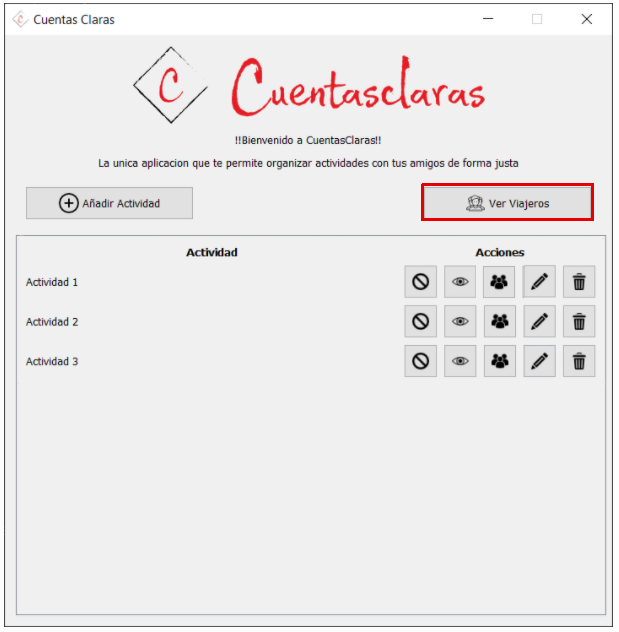 Cuentas Claras
C Cuentasclaras
!!Bienvenido a CuentasClaras!!
La unica aplicacion que te permite organizar actividades con tus amigos de forma justa
Añadir Actividad
Ver Viajeros
Actividad Acciones
Actividad 1
Actividad 2
Actividad 3